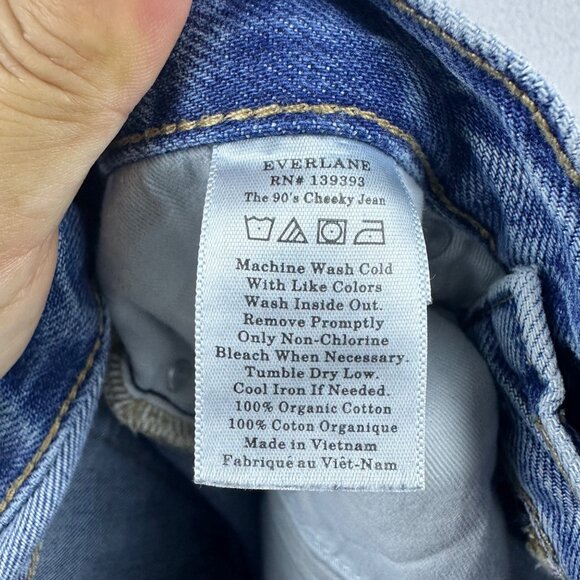 EVERLANE
RN# 139393
The 90's Cheeky Jean
Machine Wash Cold
With Like Colors
Wash Inside Out.
Remove Promptly
Only Non-Chlorine
Bleach When Necessary.
Tumble Dry Low.
Cool Iron If Needed.
100% Organic Cotton
100% Coton Organique
Made in Vietnam
Fabriqué au Viêt-Nam